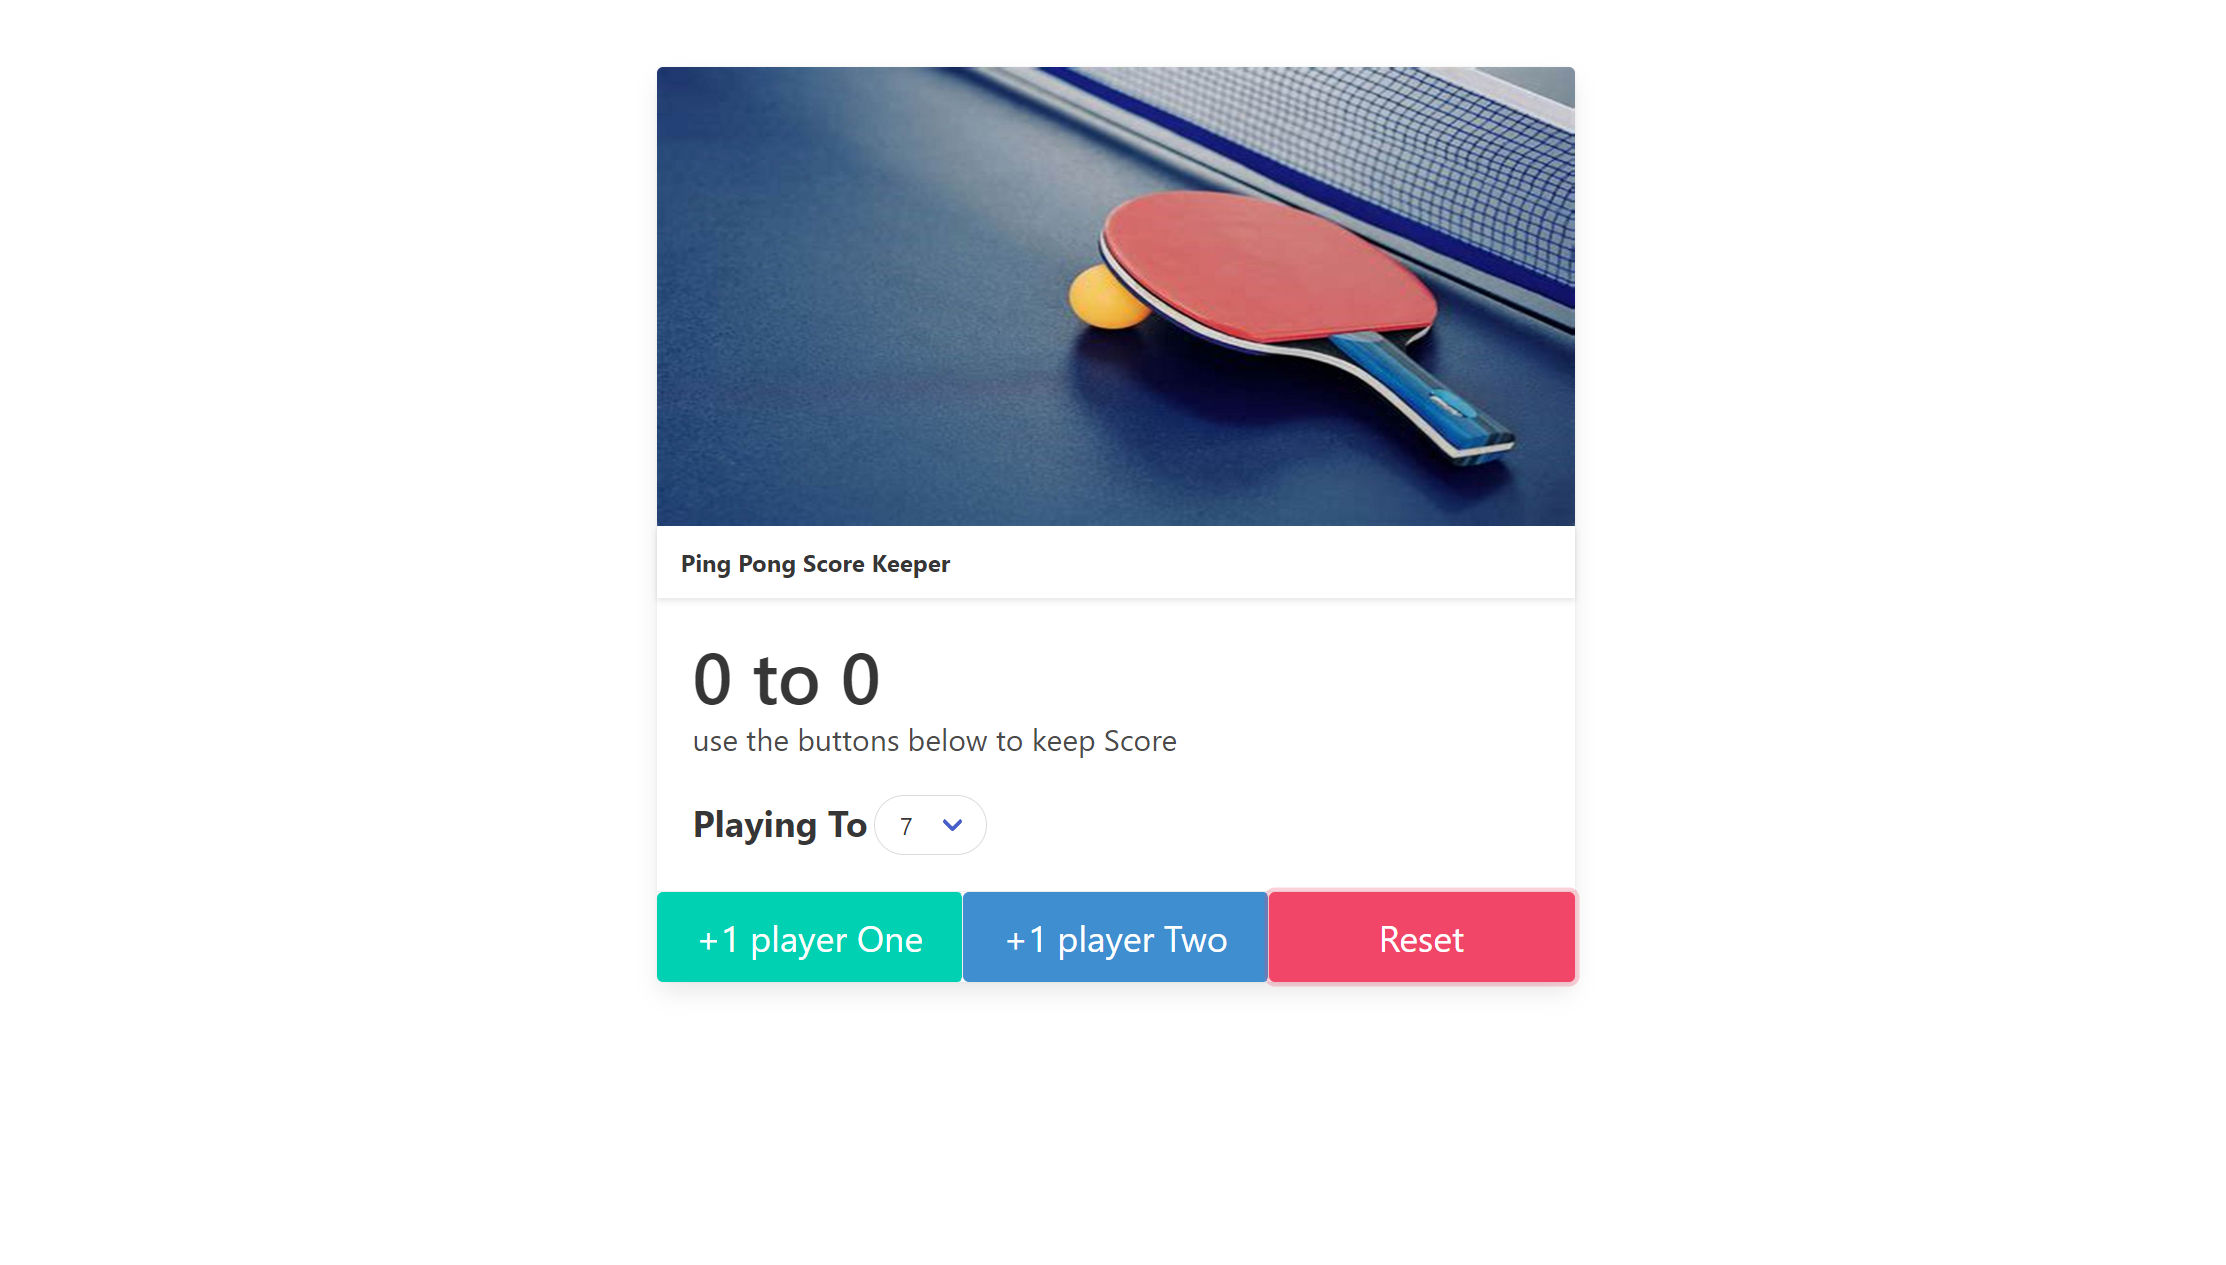 Ping Pong Score Keeper
0 to 0
use the buttons below to keep Score
Playing To 7
+1 player One +1 player Two Reset